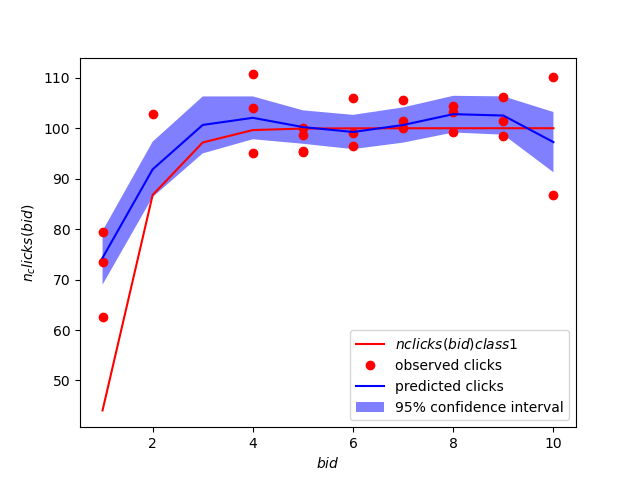 110
100
90
80
70
60
50
n_clicks(bid)
2
4
6
8
10
bid
nclicks(bid)class1
observed clicks
predicted clicks
95% confidence interval